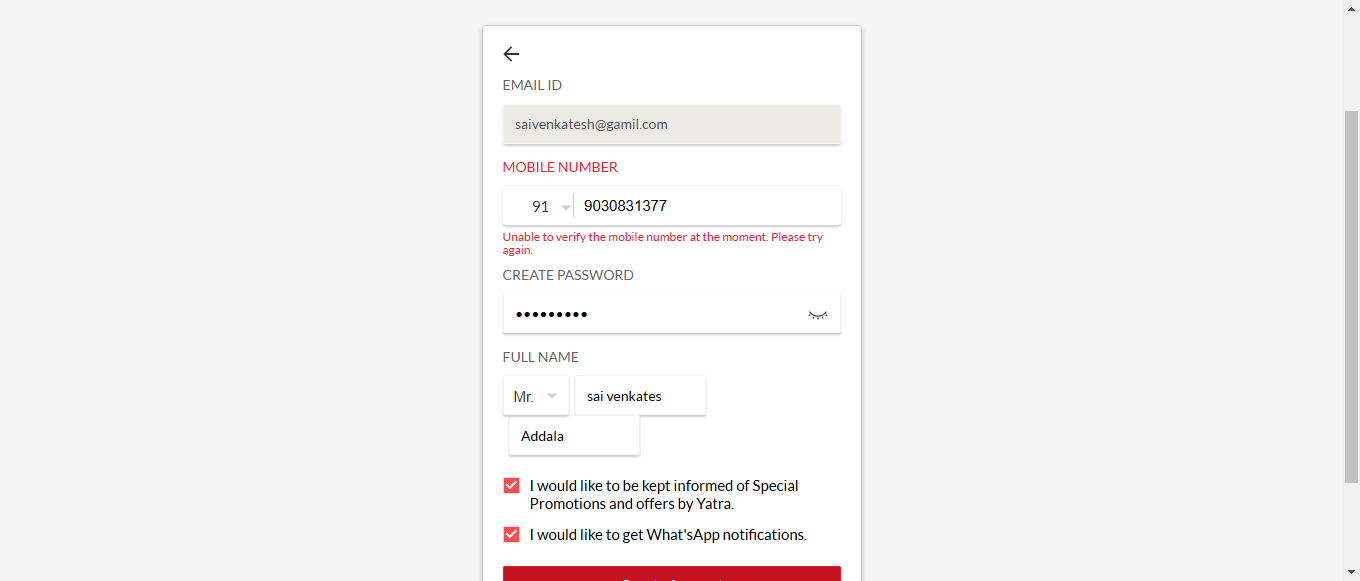 EMAIL ID
saivenkatesh@gamil.com
MOBILE NUMBER
91 9030831377
Unable to verify the mobile number at the moment. Please try
again.
CREATE PASSWORD
•••••••••
FULL NAME
Mr. sai venkates
Addala
I would like to be kept informed of Special
Promotions and offers by Yatra.
I would like to get What'sApp notifications.